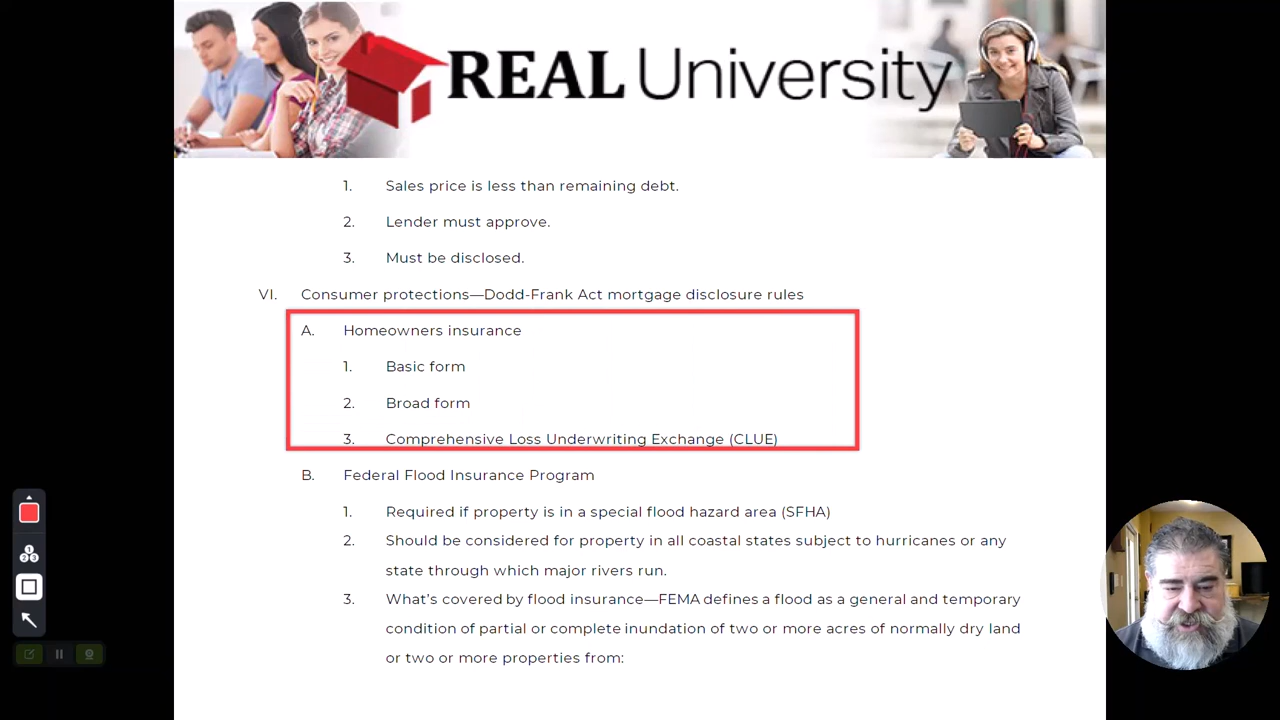 REAL University
1. Sales price is less than remaining debt.
2. Lender must approve.
3. Must be disclosed.
VI. Consumer protections—Dodd-Frank Act mortgage disclosure rules
A. Homeowners insurance
1. Basic form
2. Broad form
3. Comprehensive Loss Underwriting Exchange (CLUE)
B. Federal Flood Insurance Program
1. Required if property is in a special flood hazard area (SFHA)
2. Should be considered for property in all coastal states subject to hurricanes or any
state through which major rivers run.
3. What's covered by flood insurance—FEMA defines a flood as a general and temporary
condition of partial or complete inundation of two or more acres of normally dry land
or two or more properties from: